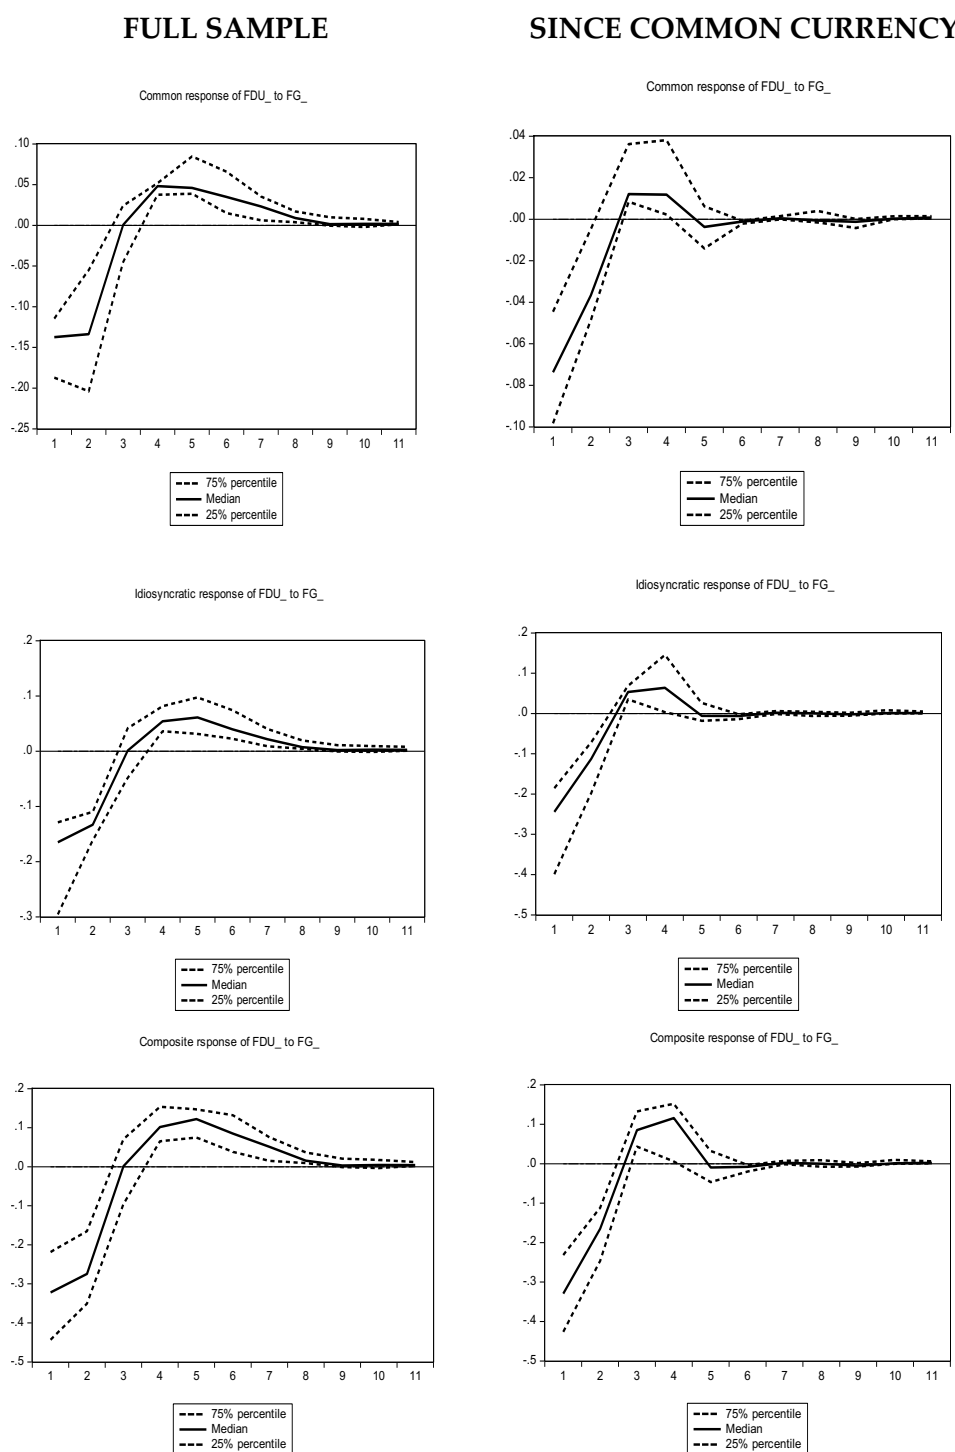 FULL SAMPLE
SINCE COMMON CURRENCY
Common response of FDU_ to FG_
.10
.05
.00
-.05
-.10
-.15
-.20
-.25
1 2 3 4 5 6 7 8 9 10 11
75% percentile
Median
25% percentile
Common response of FDU_ to FG_
.04
.02
.00
-.02
-.04
-.06
-.08
-.10
1 2 3 4 5 6 7 8 9 10 11
75% percentile
Median
25% percentile
Idiosyncratic response of FDU_ to FG_
.2
.1
.0
-.1
-.2
-.3
1 2 3 4 5 6 7 8 9 10 11
75% percentile
Median
25% percentile
Idiosyncratic response of FDU_ to FG_
.2
.1
.0
-.1
-.2
-.3
-.4
-.5
1 2 3 4 5 6 7 8 9 10 11
75% percentile
Median
25% percentile
Composite rsponse of FDU_ to FG_
.2
.1
.0
-.1
-.2
-.3
-.4
-.5
1 2 3 4 5 6 7 8 9 10 11
75% percentile
Median
25% percentile
Composite response of FDU_ to FG_
.2
.1
.0
-.1
-.2
-.3
-.4
-.5
1 2 3 4 5 6 7 8 9 10 11
75% percentile
Median
25% percentile